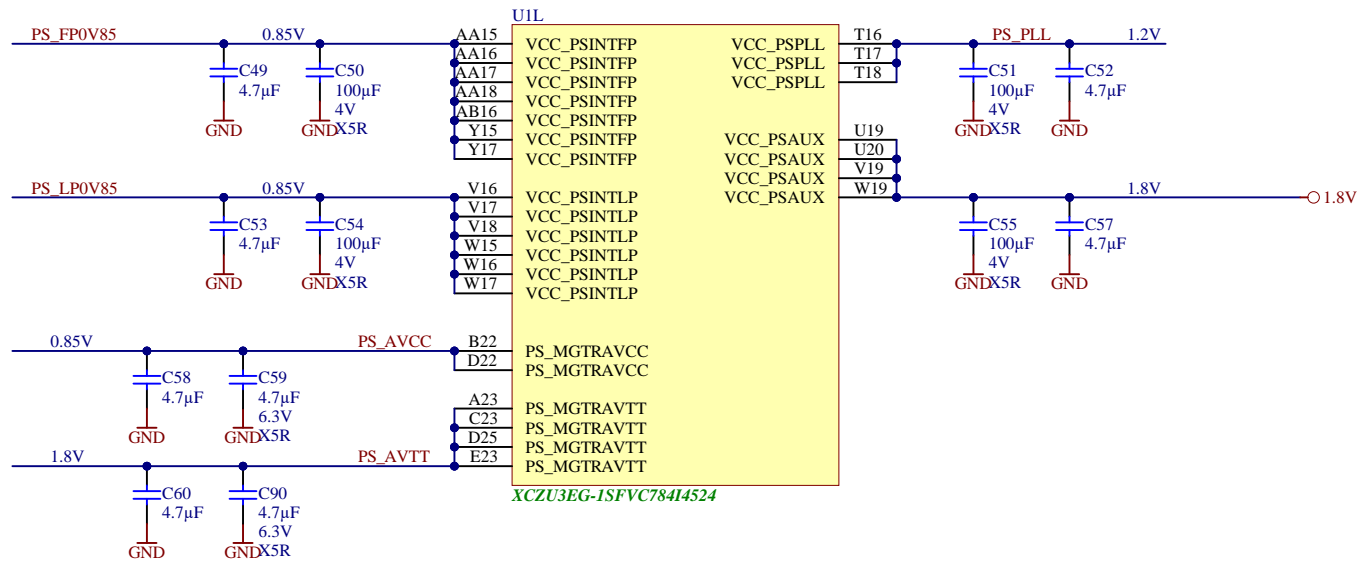 U1L
PS_FP0V85
0.85V
C49
4.7µF
GND
C50
100µF
4V
X5R
GND
AA15
AA16
AA17
AA18
AB16
Y15
Y17
VCC_PSINTFP
VCC_PSINTFP
VCC_PSINTFP
VCC_PSINTFP
VCC_PSINTFP
VCC_PSINTFP
VCC_PSINTFP
VCC_PSPLL
VCC_PSPLL
VCC_PSPLL
T16
T17
T18
PS_PLL
1.2V
C51
100µF
4V
X5R
GND
C52
4.7µF
GND
VCC_PSAUX
VCC_PSAUX
VCC_PSAUX
VCC_PSAUX
U19
U20
V19
W19
1.8V
1.8V
C55
100µF
4V
X5R
GND
C57
4.7µF
GND
PS_LP0V85
0.85V
C53
4.7µF
GND
C54
100µF
4V
X5R
GND
V16
V17
V18
W15
W16
W17
VCC_PSINTLP
VCC_PSINTLP
VCC_PSINTLP
VCC_PSINTLP
VCC_PSINTLP
VCC_PSINTLP
0.85V
PS_AVCC
C58
4.7µF
GND
C59
4.7µF
6.3V
X5R
GND
B22
D22
PS_MGTRAVCC
PS_MGTRAVCC
A23
C23
D25
E23
PS_MGTRAVTT
PS_MGTRAVTT
PS_MGTRAVTT
PS_MGTRAVTT
1.8V
PS_AVTT
C60
4.7µF
GND
C90
4.7µF
6.3V
X5R
GND
XCZU3EG-1SFVC784I4524